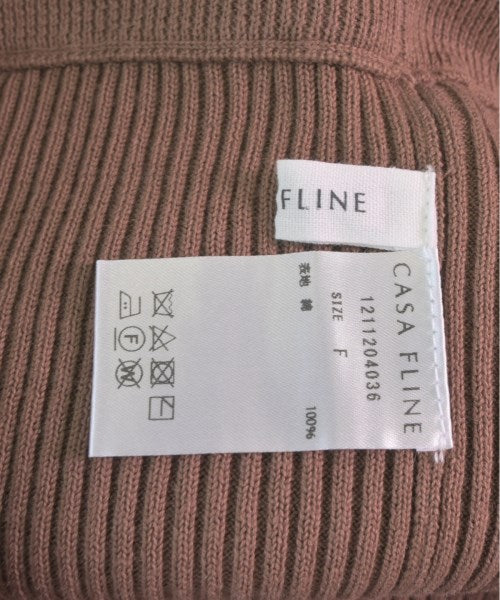 FLINE
CASA FLINE
1211204036
SIZE F
表地 綿 100%
F
W